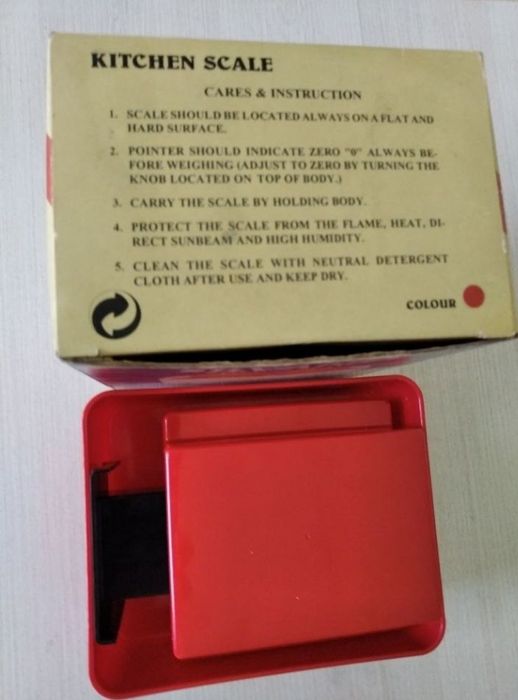 KITCHEN SCALE
CARES & INSTRUCTION
1. SCALE SHOULD BE LOCATED ALWAYS ON A FLAT AND
HARD SURFACE.
2. POINTER SHOULD INDICATE ZERO "0" ALWAYS BE-
FORE WEIGHING (ADJUST TO ZERO BY TURNING THE
KNOB LOCATED ON TOP OF BODY.)
3. CARRY THE SCALE BY HOLDING BODY.
4. PROTECT THE SCALE FROM THE FLAME, HEAT, DI-
RECT SUNBEAM AND HIGH HUMIDITY.
5. CLEAN THE SCALE WITH NEUTRAL DETERGENT
CLOTH AFTER USE AND KEEP DRY.
COLOUR